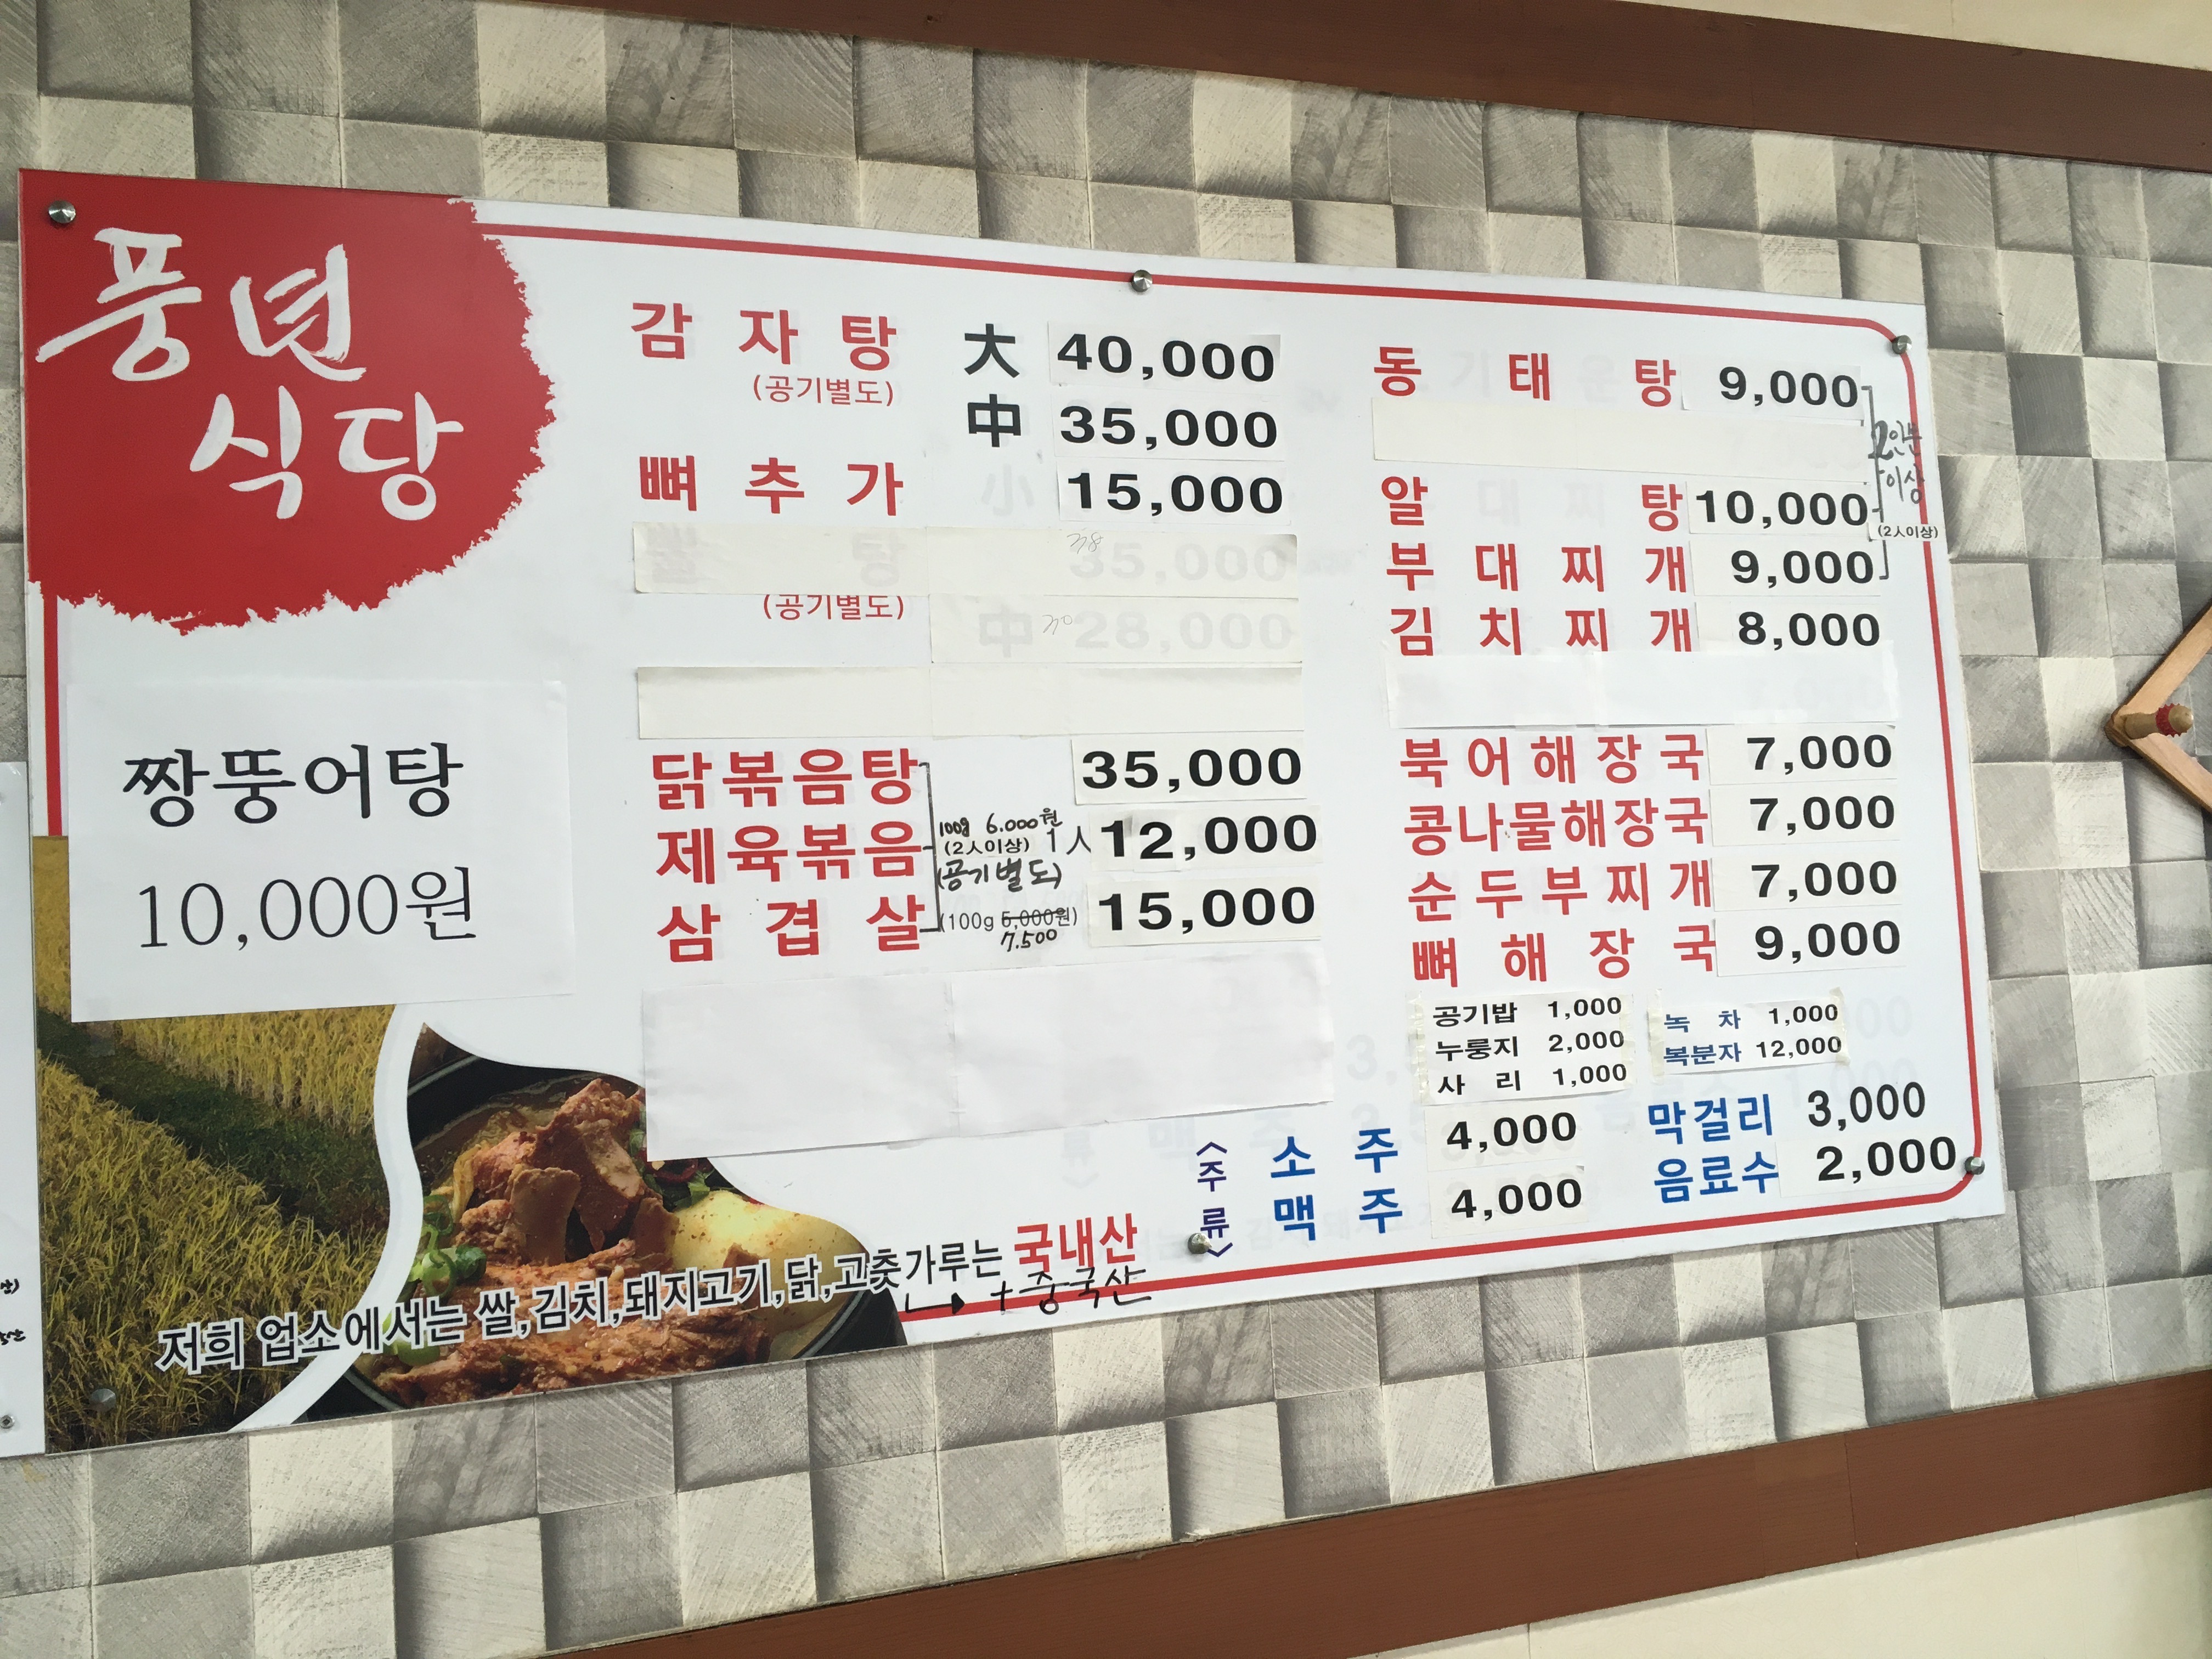 풍년
식당
짱뚱어탕
10,000원
감 자 탕 大 40,000
(공기별도)
中 35,000
뼈 추 가 15,000
탕 35,000
(공기별도)
中 28,000
닭볶음탕 35,000
100g 6.000원
제육볶음 (2人이상) 1人 12,000
(공기별도)
삼 겹 살 (100g 5,000원) 15,000
7.500
동 태 탕 9,000
2인분
이상
알 탕 10,000
(2人이상)
부 대 찌 개 9,000
김 치 찌 개 8,000
북어해장국 7,000
콩나물해장국 7,000
순두부찌개 7,000
뼈 해 장 국 9,000
공기밥 1,000
누룽지 2,000
사 리 1,000
녹 차 1,000
복분자 12,000
<주류>
소 주 4,000
맥 주 4,000
막걸리 3,000
음료수 2,000
저희 업소에서는 쌀,김치,돼지고기,닭,고춧가루는 국내산
+중국산